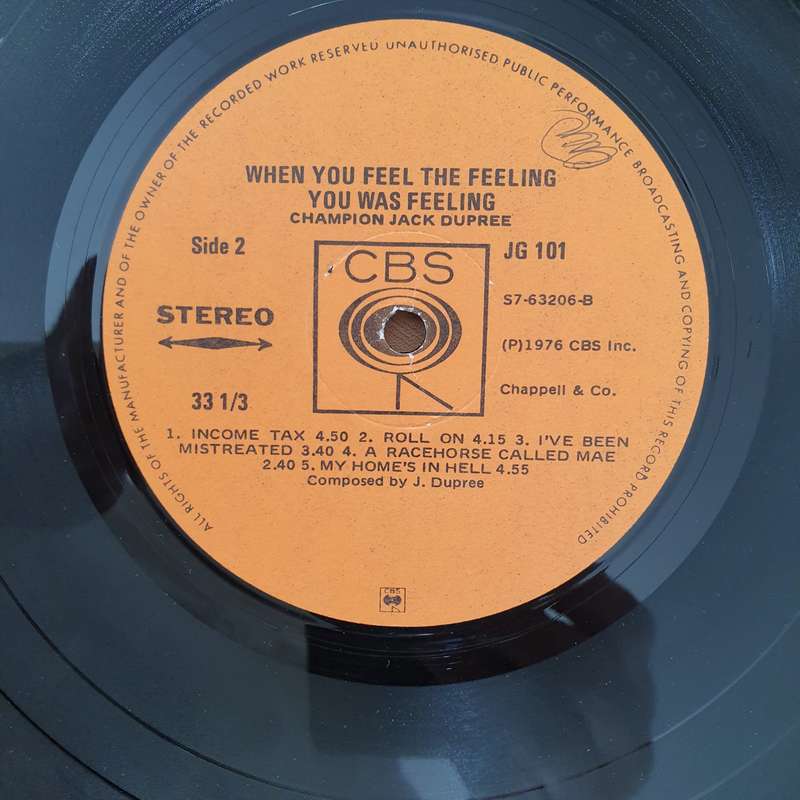 ALL RIGHTS OF THE MANUFACTURER AND OF THE OWNER OF THE RECORDED WORK RESERVED UNAUTHORISED PUBLIC PERFORMANCE BROADCASTING AND COPYING OF THIS RECORD PROHIBITED
WHEN YOU FEEL THE FEELING
YOU WAS FEELING
CHAMPION JACK DUPREE
Side 2
JG 101
CBS
S7-63206-B
STEREO
(P)1976 CBS Inc.
33 1/3
Chappell & Co.
1. INCOME TAX 4.50 2. ROLL ON 4.15 3. I'VE BEEN
MISTREATED 3.40 4. A RACEHORSE CALLED MAE
2.40 5. MY HOME'S IN HELL 4.55
Composed by J. Dupree
CBS